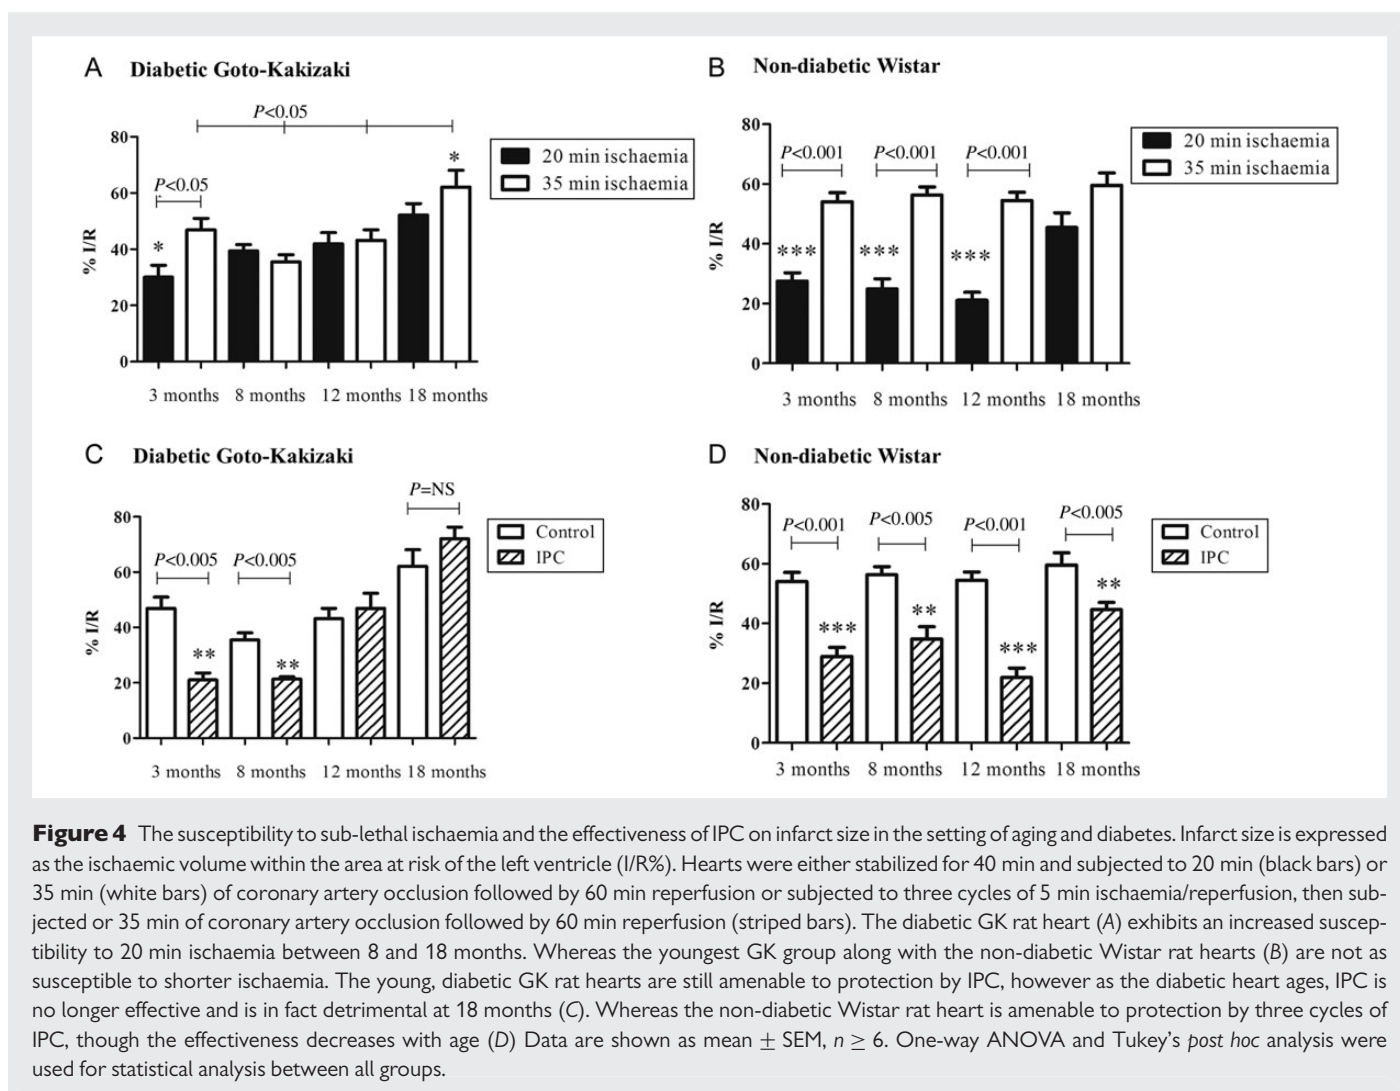 A Diabetic Goto-Kakizaki
P<0.05
P<0.05
*
*
20 min ischaemia
35 min ischaemia
% I/R
80
60
40
20
0
3 months 8 months 12 months 18 months
B Non-diabetic Wistar
P<0.001 P<0.001 P<0.001
*** *** ***
20 min ischaemia
35 min ischaemia
% I/R
80
60
40
20
0
3 months 8 months 12 months 18 months
C Diabetic Goto-Kakizaki
P=NS
P<0.005 P<0.005
** **
Control
IPC
% I/R
80
60
40
20
0
3 months 8 months 12 months 18 months
D Non-diabetic Wistar
P<0.001 P<0.005 P<0.001 P<0.005
*** ** *** **
Control
IPC
% I/R
80
60
40
20
0
3 months 8 months 12 months 18 months
Figure 4 The susceptibility to sub-lethal ischaemia and the effectiveness of IPC on infarct size in the setting of aging and diabetes. Infarct size is expressed
as the ischaemic volume within the area at risk of the left ventricle (I/R%). Hearts were either stabilized for 40 min and subjected to 20 min (black bars) or
35 min (white bars) of coronary artery occlusion followed by 60 min reperfusion or subjected to three cycles of 5 min ischaemia/reperfusion, then sub-
jected or 35 min of coronary artery occlusion followed by 60 min reperfusion (striped bars). The diabetic GK rat heart (A) exhibits an increased suscep-
tibility to 20 min ischaemia between 8 and 18 months. Whereas the youngest GK group along with the non-diabetic Wistar rat hearts (B) are not as
susceptible to shorter ischaemia. The young, diabetic GK rat hearts are still amenable to protection by IPC, however as the diabetic heart ages, IPC is
no longer effective and is in fact detrimental at 18 months (C). Whereas the non-diabetic Wistar rat heart is amenable to protection by three cycles of
IPC, though the effectiveness decreases with age (D) Data are shown as mean ± SEM, n ≥ 6. One-way ANOVA and Tukey's post hoc analysis were
used for statistical analysis between all groups.